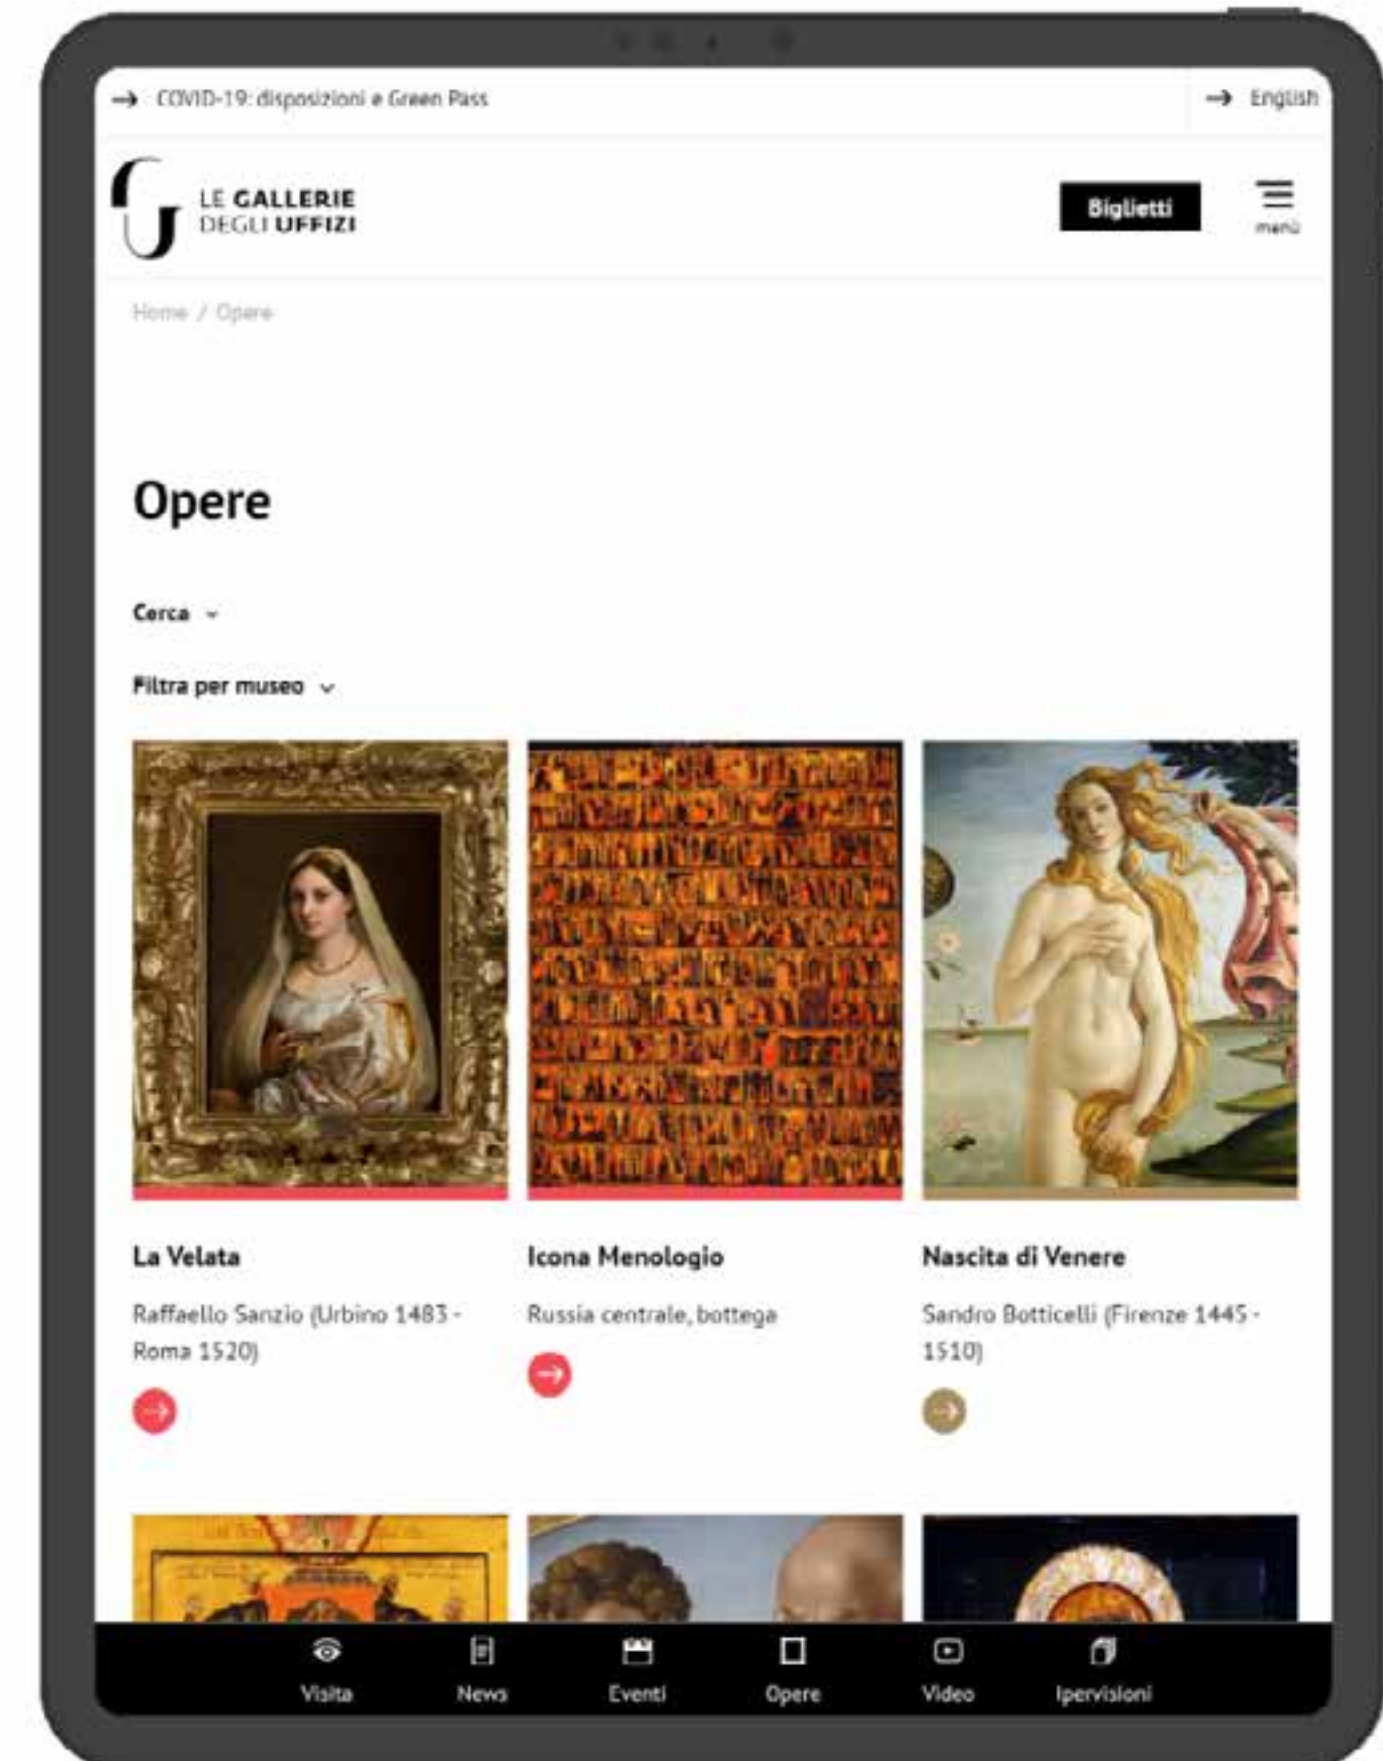 → COVID-19: disposizioni e Green Pass
→ English
LE GALLERIE
DEGLI UFFIZI
Biglietti
menù
Home / Opere
Opere
Cerca
Filtra per museo
La Velata
Raffaello Sanzio (Urbino 1483 -
Roma 1520)
Icona Menologio
Russia centrale, bottega
Nascita di Venere
Sandro Botticelli (Firenze 1445 -
1510)
Visita
News
Eventi
Opere
Video
Ipervisioni